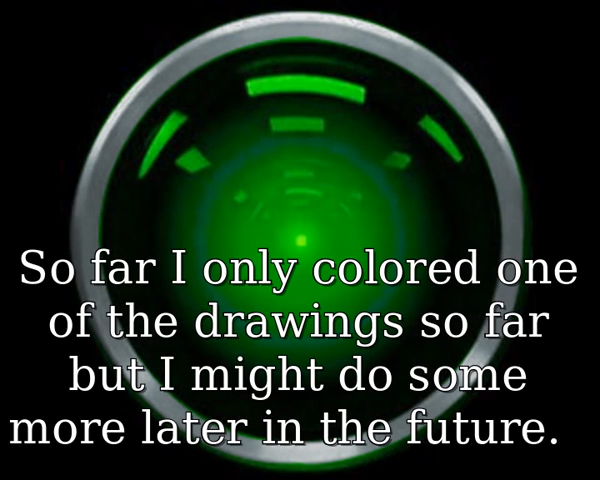 So far I only colored one
of the drawings so far
but I might do some
more later in the future.